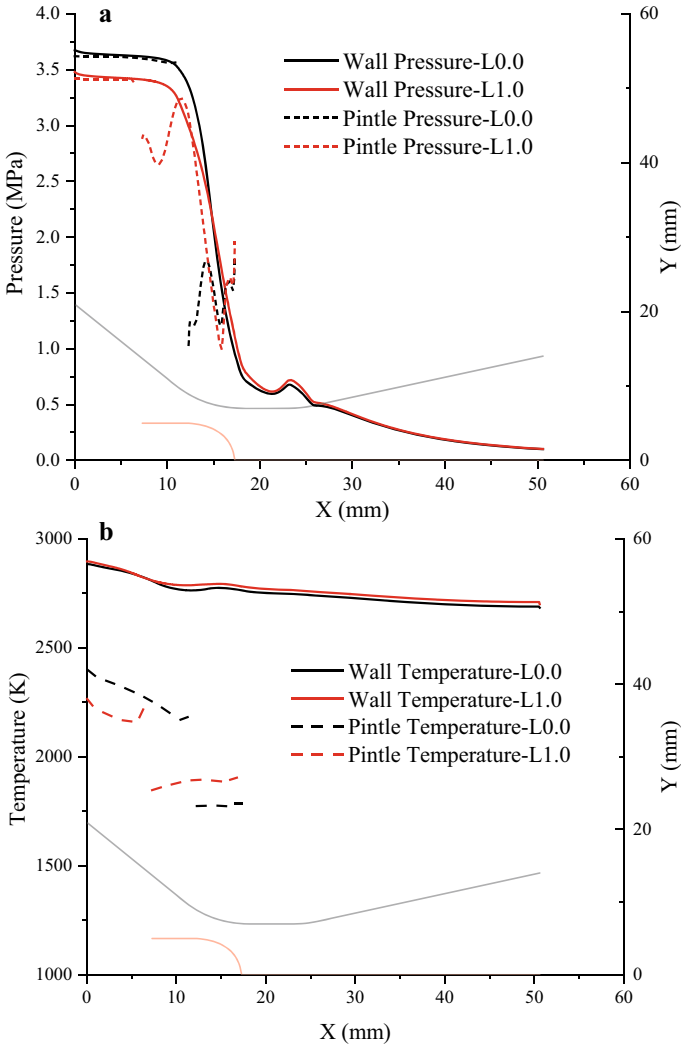 a
4.0
3.5
3.0
2.5
2.0
1.5
1.0
0.5
0.0
Pressure (MPa)
Wall Pressure-L0.0
Wall Pressure-L1.0
Pintle Pressure-L0.0
Pintle Pressure-L1.0
60
40
20
0
Y (mm)
0 10 20 30 40 50 60
X (mm)
b
3000
2500
2000
1500
1000
Temperature (K)
Wall Temperature-L0.0
Wall Temperature-L1.0
Pintle Temperature-L0.0
Pintle Temperature-L1.0
60
40
20
0
Y (mm)
0 10 20 30 40 50 60
X (mm)